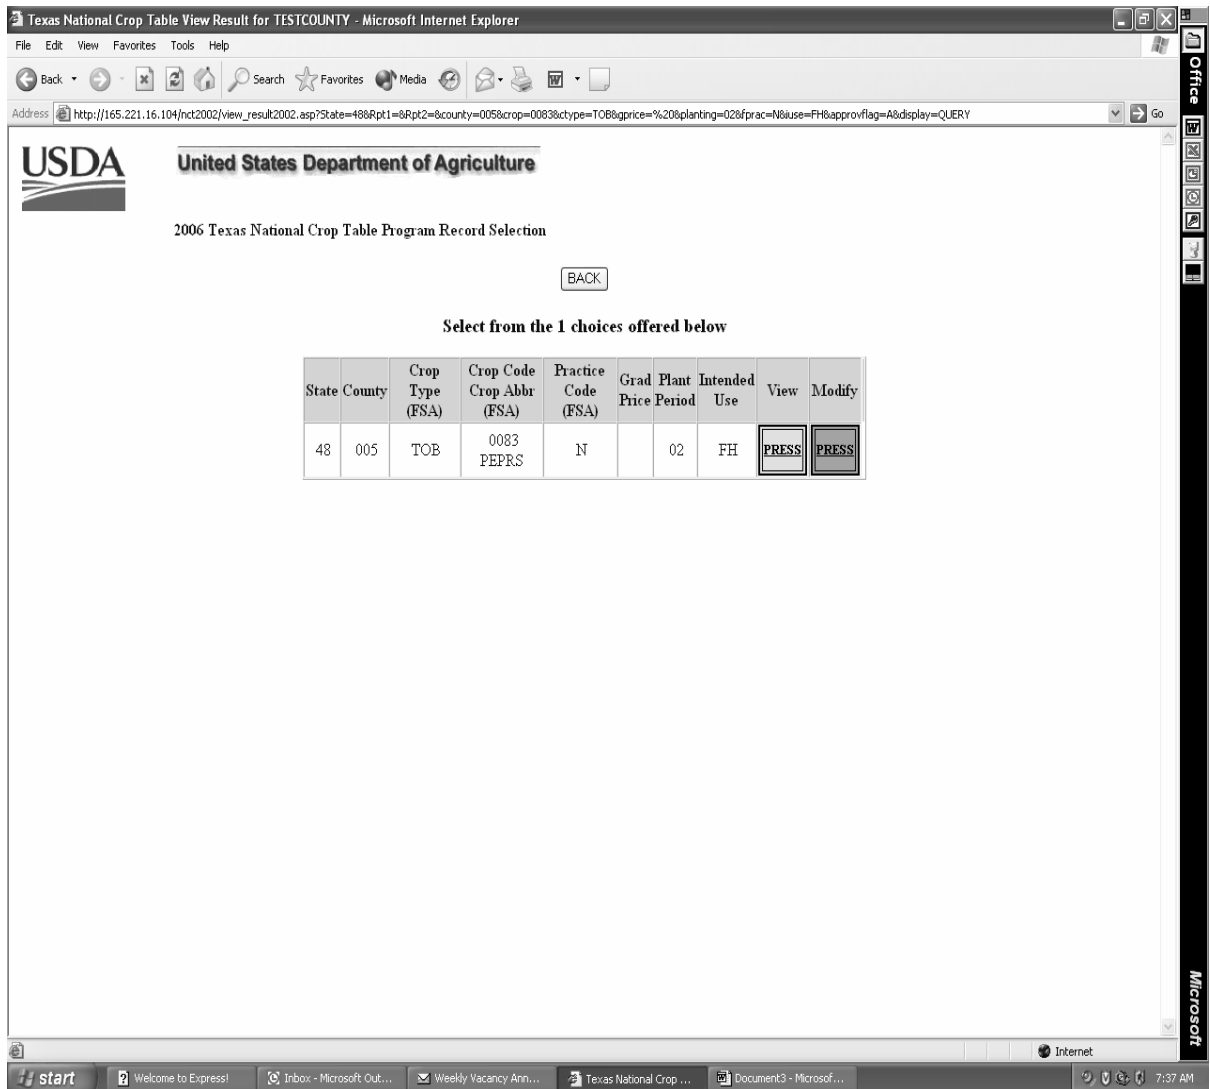 Texas National Crop Table View Result for TESTCOUNTY - Microsoft Internet Explorer
File Edit View Favorites Tools Help
Back Search Favorites Media
Address http://165.221.16.104/nct2002/view_result2002.asp?State=48&Rpt1=&Rpt2=&county=005&crop=0083&ctype=TOB&gprice=%20&planting=02&fprac=N&iuse=FH&approvflag=A&display=QUERY Go
Office
USDA United States Department of Agriculture
2006 Texas National Crop Table Program Record Selection
BACK
Select from the 1 choices offered below
State County Crop Type (FSA) Crop Code Crop Abbr (FSA) Practice Code (FSA) Grad Price Plant Period Intended Use View Modify
48 005 TOB 0083 PEPRS N 02 FH PRESS PRESS
Microsoft
Internet
start Welcome to Express! Inbox - Microsoft Out... Weekly Vacancy Ann... Texas National Crop ... Document3 - Microsof... 7:37 AM